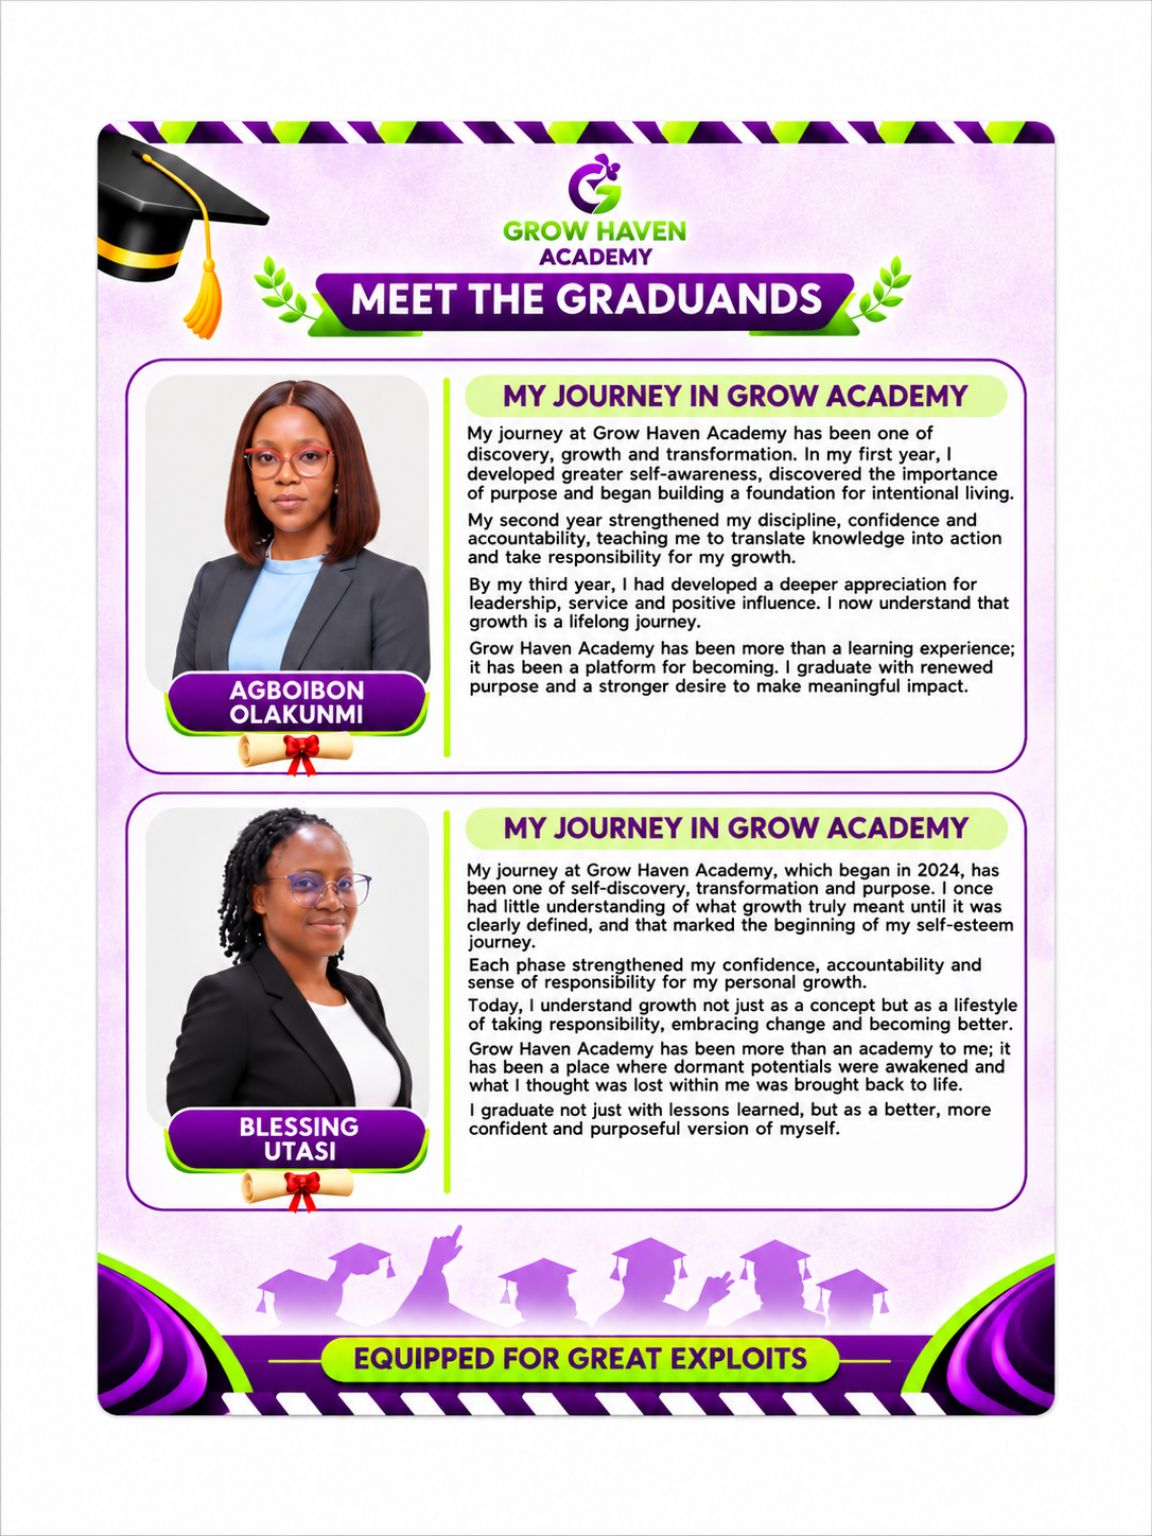 GROW HAVEN
ACADEMY
MEET THE GRADUANDS
MY JOURNEY IN GROW ACADEMY
My journey at Grow Haven Academy has been one of
discovery, growth and transformation. In my first year, I
developed greater self-awareness, discovered the importance
of purpose and began building a foundation for intentional living.
My second year strengthened my discipline, confidence and
accountability, teaching me to translate knowledge into action
and take responsibility for my growth.
By my third year, I had developed a deeper appreciation for
leadership, service and positive influence. I now understand that
growth is a lifelong journey.
Grow Haven Academy has been more than a learning experience;
it has been a platform for becoming. I graduate with renewed
purpose and a stronger desire to make meaningful impact.
AGBOIBON
OLAKUNMI
MY JOURNEY IN GROW ACADEMY
My journey at Grow Haven Academy, which began in 2024, has
been one of self-discovery, transformation and purpose. I once
had little understanding of what growth truly meant until it was
clearly defined, and that marked the beginning of my self-esteem
journey.
Each phase strengthened my confidence, accountability and
sense of responsibility for my personal growth.
Today, I understand growth not just as a concept but as a lifestyle
of taking responsibility, embracing change and becoming better.
Grow Haven Academy has been more than an academy to me; it
has been a place where dormant potentials were awakened and
what I thought was lost within me was brought back to life.
I graduate not just with lessons learned, but as a better, more
confident and purposeful version of myself.
BLESSING
UTASI
EQUIPPED FOR GREAT EXPLOITS